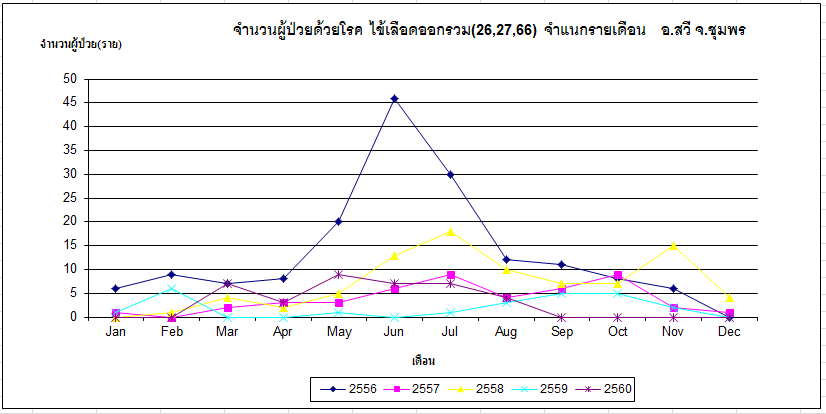 จำนวนผู้ป่วยด้วยโรค ไข้เลือดออกรวม(26,27,66) จำแนกรายเดือน อ.สวี จ.ชุมพร
จำนวนผู้ป่วย(ราย)
50
45
40
35
30
25
20
15
10
5
0
Jan Feb Mar Apr May Jun Jul Aug Sep Oct Nov Dec
เดือน
2556 2557 2558 2559 2560